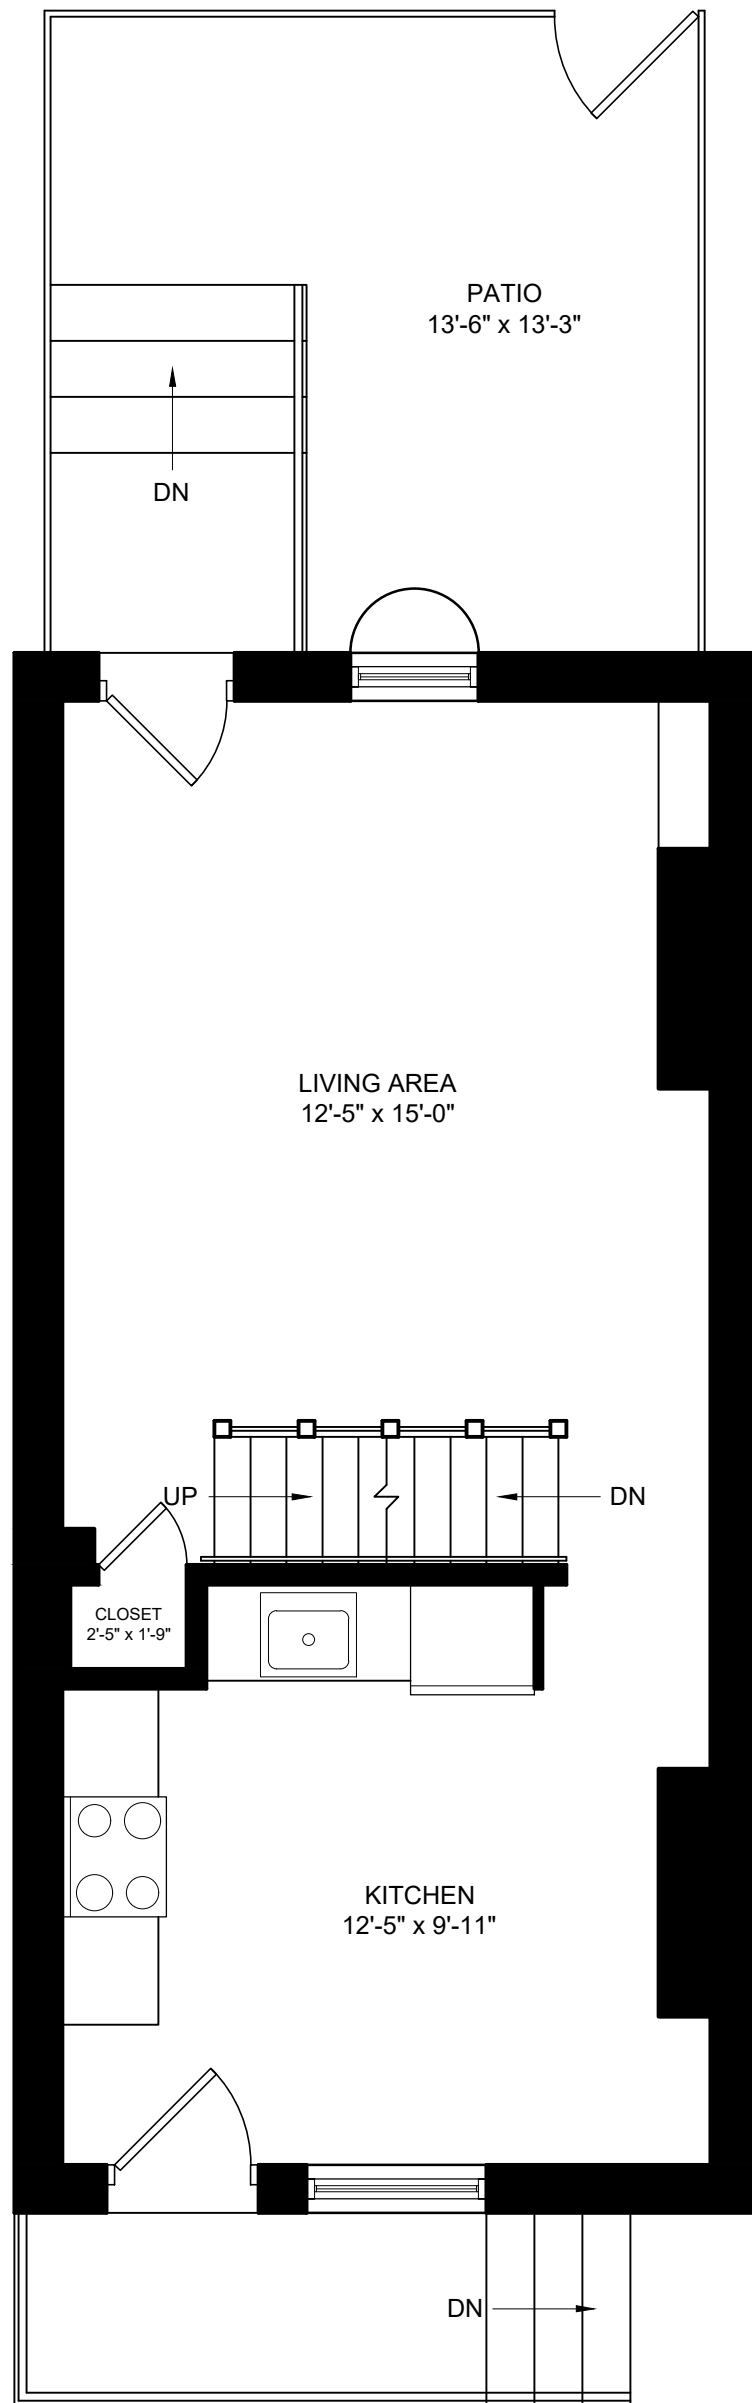 PATIO
13'-6" x 13'-3"
DN
LIVING AREA
12'-5" x 15'-0"
UP
DN
CLOSET
2'-5" x 1'-9"
KITCHEN
12'-5" x 9'-11"
DN